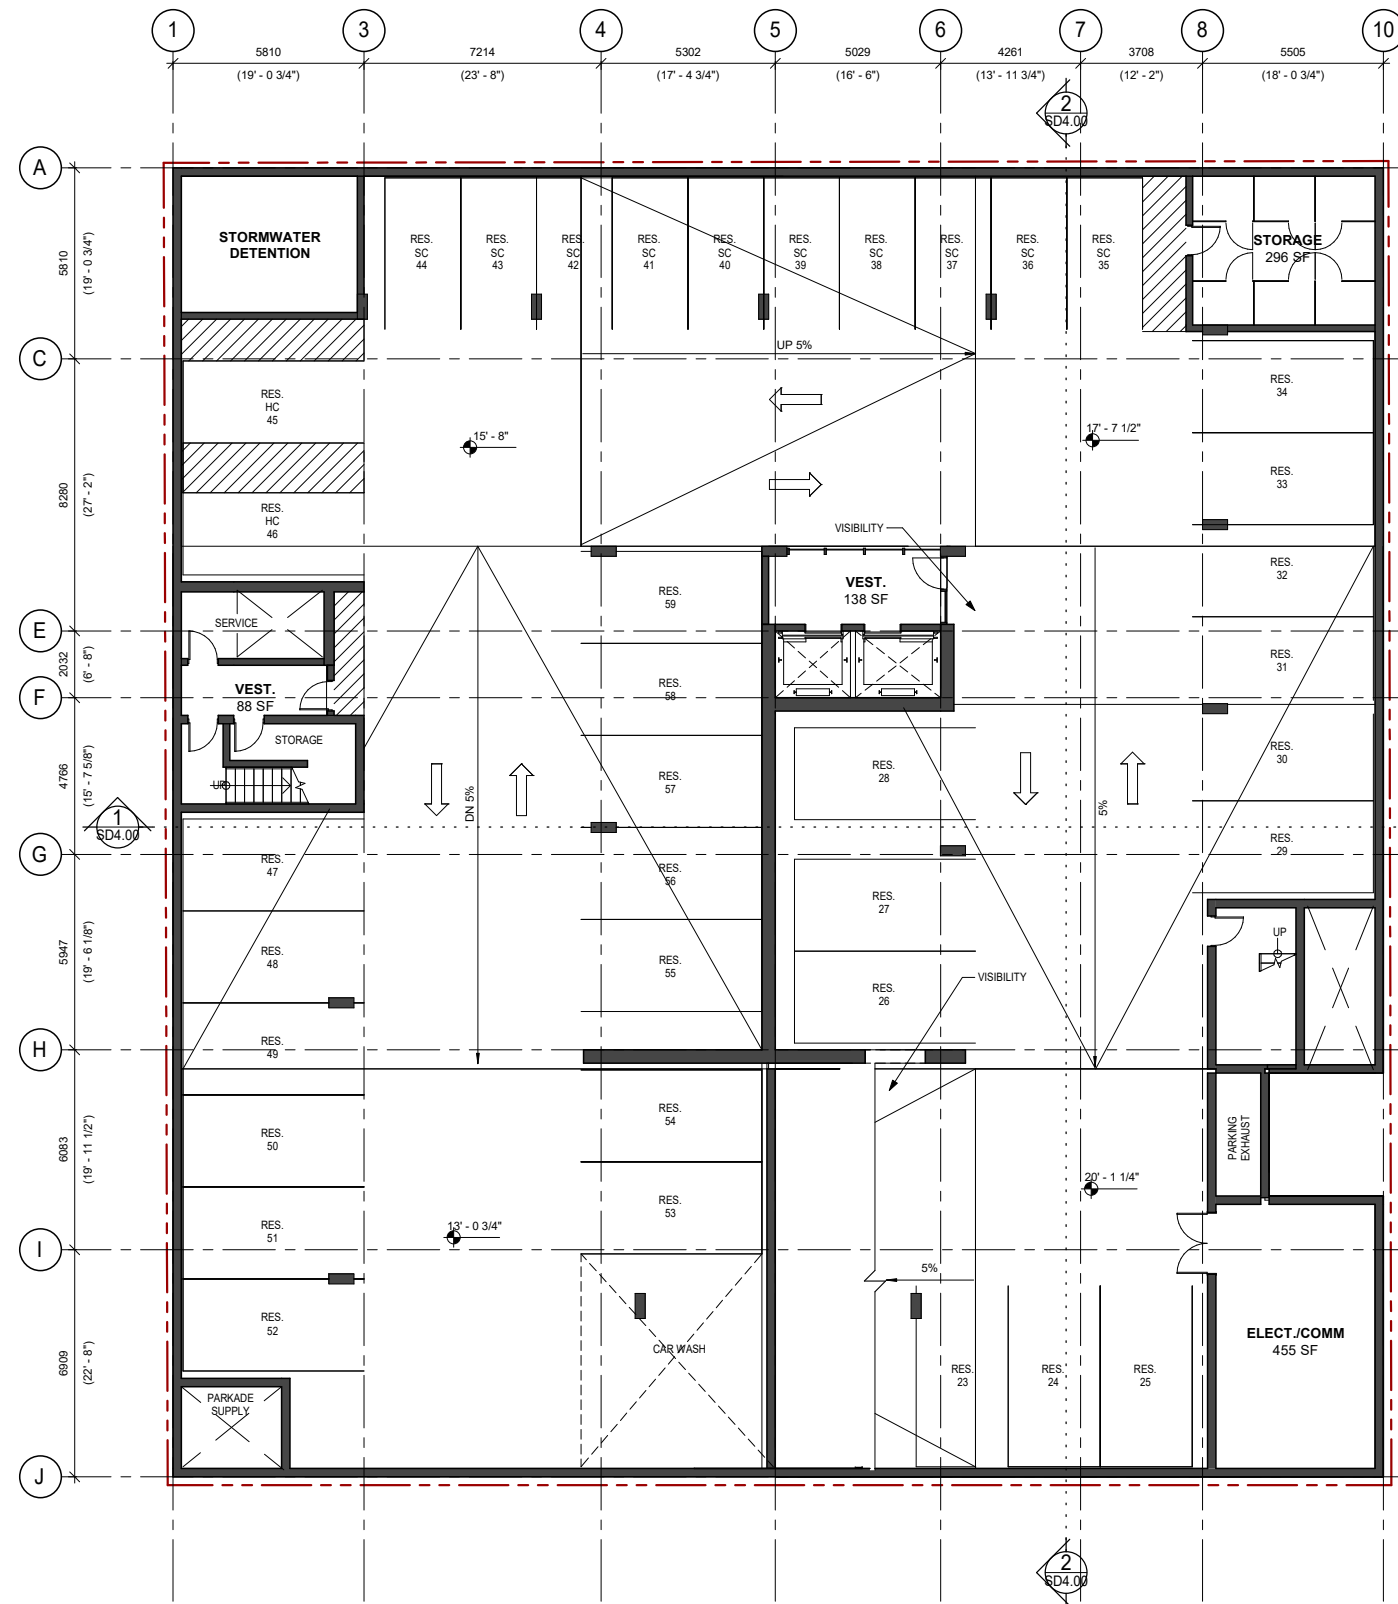 1
3
4
5
6
7
8
10
5810
7214
5302
5029
4261
3708
5505
(19' - 0 3/4")
(23' - 8")
(17' - 4 3/4")
(16' - 6")
(13' - 11 3/4")
(12' - 2")
(18' - 0 3/4")
2
SD4.00
A
C
E
F
G
H
I
J
5810
(19' - 0 3/4")
8280
(27' - 2")
2032
(6' - 8")
4766
(15' - 7 5/8")
5947
(19' - 6 1/8")
6083
(19' - 11 1/2")
6909
(22' - 8")
1
SD4.00
STORMWATER
DETENTION
RES.
SC
44
RES.
SC
43
RES.
SC
42
RES.
SC
41
RES.
SC
40
RES.
SC
39
RES.
SC
38
RES.
SC
37
RES.
SC
36
RES.
SC
35
STORAGE
296 SF
UP 5%
RES.
HC
45
RES.
HC
46
15' - 8"
17' - 7 1/2"
RES.
34
RES.
33
RES.
32
RES.
31
RES.
30
RES.
29
VISIBILITY
VEST.
138 SF
SERVICE
VEST.
88 SF
STORAGE
UP
RES.
59
RES.
58
RES.
57
RES.
56
RES.
55
DN 5%
RES.
28
RES.
27
RES.
26
5%
VISIBILITY
UP
RES.
47
RES.
48
RES.
49
RES.
50
RES.
51
RES.
52
RES.
54
RES.
53
13' - 0 3/4"
20' - 1 1/4"
PARKING
EXHAUST
5%
CAR WASH
RES.
23
RES.
24
RES.
25
ELECT./COMM
455 SF
PARKADE
SUPPLY
2
SD4.00